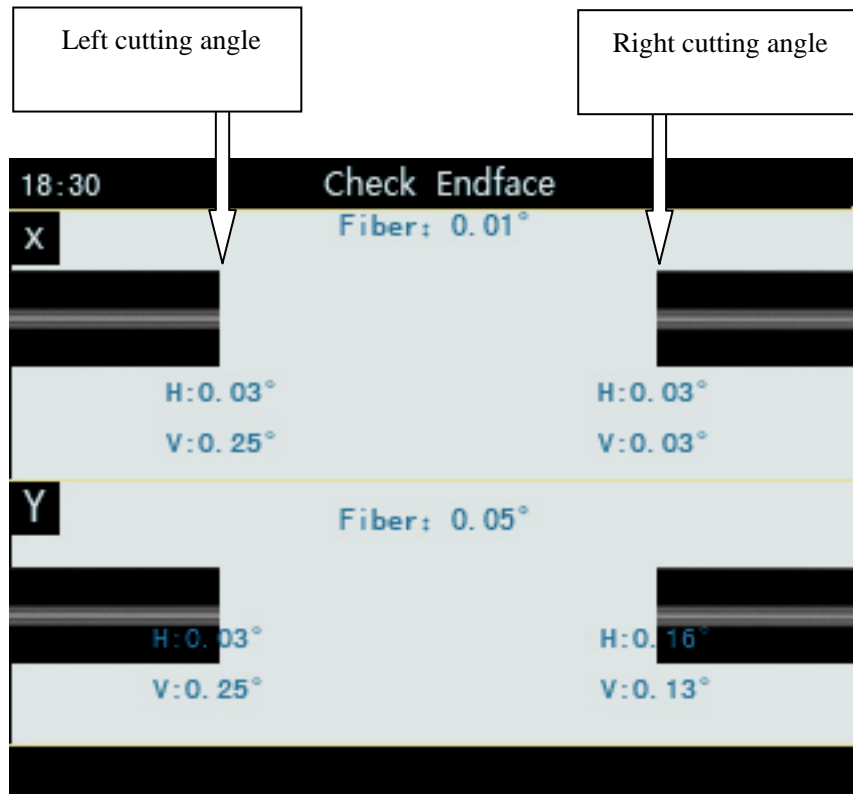 Left cutting angle
Right cutting angle
18:30
Check Endface
X
Fiber: 0.01°
H:0.03°
H:0.03°
V:0.25°
V:0.03°
Y
Fiber: 0.05°
H:0.03°
H:0.16°
V:0.25°
V:0.13°